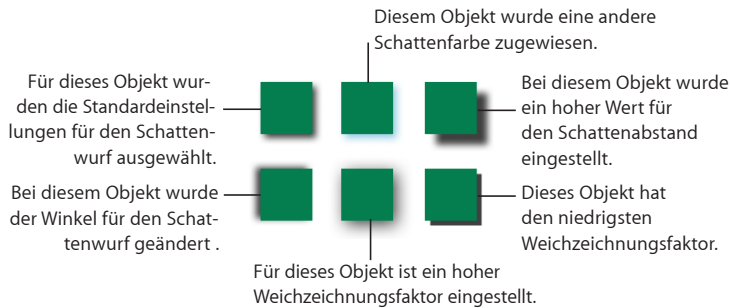 Diesem Objekt wurde eine andere
Schattenfarbe zugewiesen.
Für dieses Objekt wur-
den die Standardeinstel-
lungen für den Schatten-
wurf ausgewählt.
Bei diesem Objekt wurde
ein hoher Wert für
den Schattenabstand
eingestellt.
Bei diesem Objekt wurde
der Winkel für den Schat-
tenwurf geändert .
Dieses Objekt hat
den niedrigsten
Weichzeichnungsfaktor.
Für dieses Objekt ist ein hoher
Weichzeichnungsfaktor eingestellt.